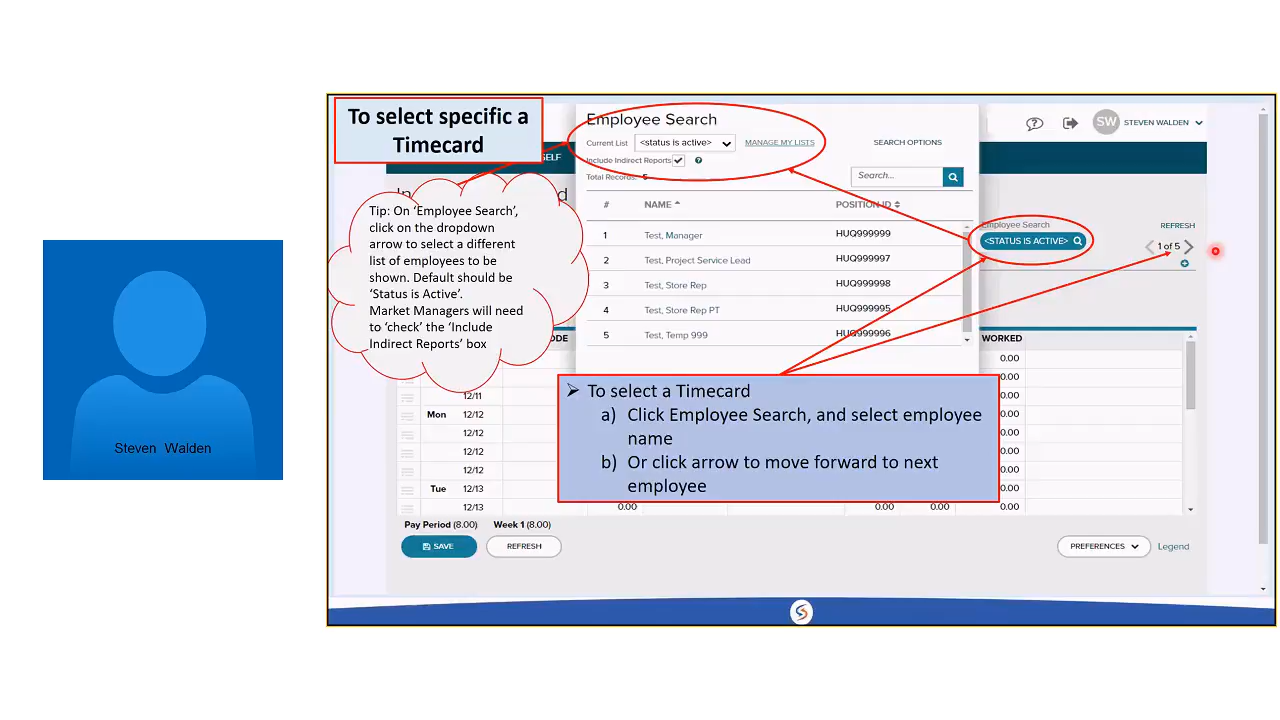 To select specific a
Timecard
ELF
In
d
Tip: On ‘Employee Search’,
click on the dropdown
arrow to select a different
list of employees to be
shown. Default should be
‘Status is Active’.
Market Managers will need
to ‘check’ the ‘Include
Indirect Reports’ box
Employee Search
Current List <status is active> MANAGE MY LISTS
Include Indirect Reports ?
Total Records: 5
SEARCH OPTIONS
Search...
# NAME POSITION ID
1 Test, Manager HUQ999999
2 Test, Project Service Lead HUQ999997
3 Test, Store Rep HUQ999998
4 Test, Store Rep PT HUQ999995
5 Test, Temp 999 HUQ999996
SW STEVEN WALDEN
Employee Search
<STATUS IS ACTIVE>
REFRESH
1 of 5
ODE WORKED
0.00
0.00
12/11 0.00
Mon 12/12 0.00
12/12 0.00
12/12 0.00
12/12 0.00
Tue 12/13 0.00
12/13 0.00 0.00 0.00 0.00
To select a Timecard
a) Click Employee Search, and select employee
name
b) Or click arrow to move forward to next
employee
Pay Period (8.00) Week 1 (8.00)
SAVE REFRESH
PREFERENCES Legend
Steven Walden